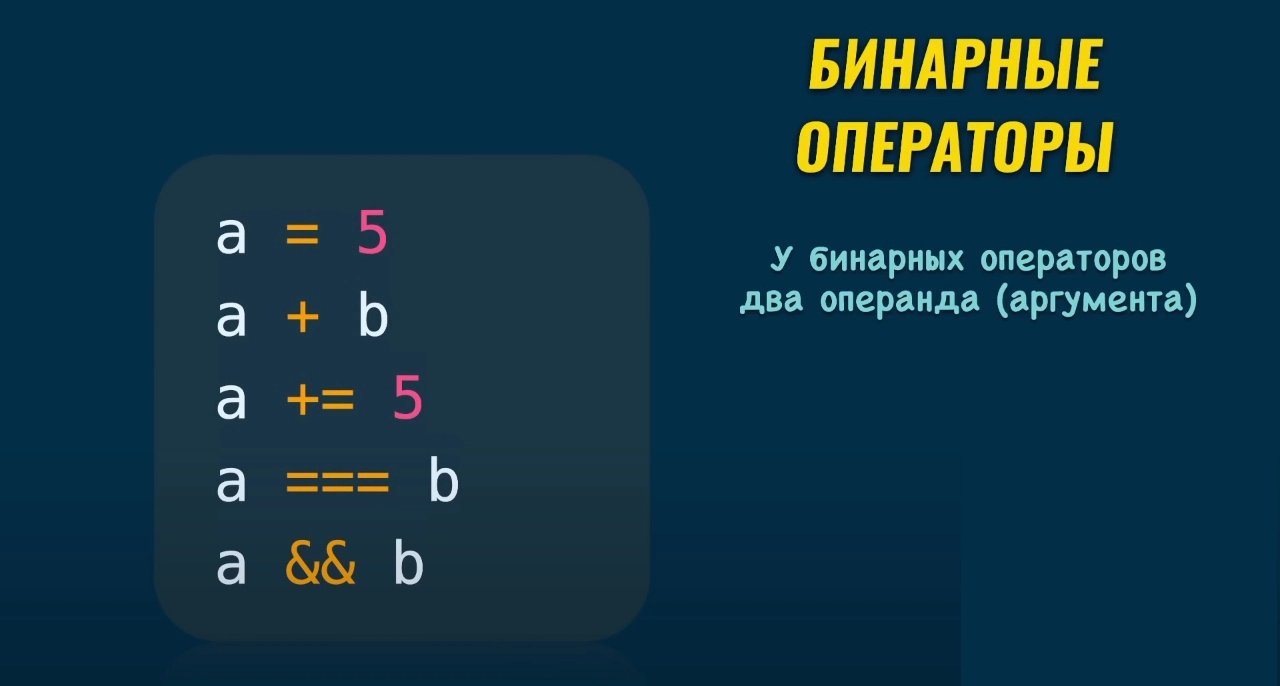 БИНАРНЫЕ
ОПЕРАТОРЫ
У бинарных операторов
два операнда (аргумента)
a = 5
a + b
a += 5
a === b
a && b